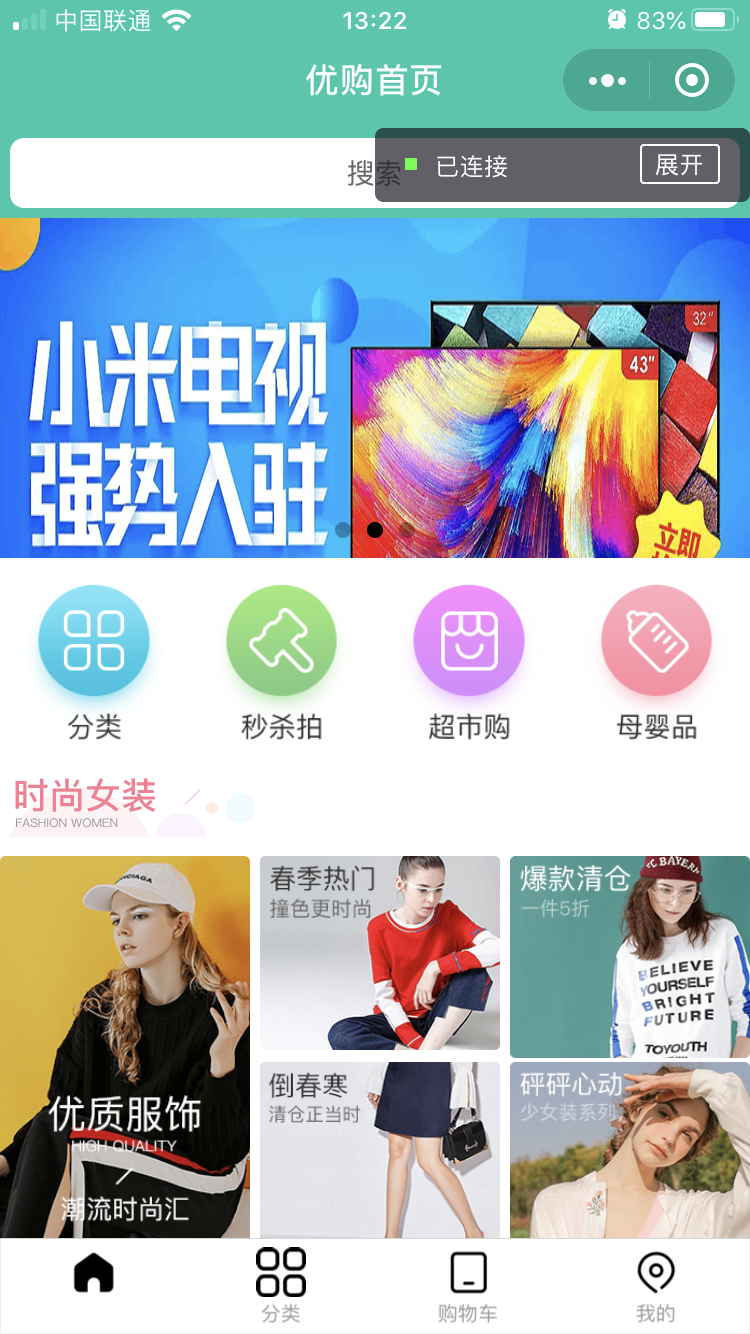 中国联通
13:22
83%
优购首页
搜索
已连接
展开
小米电视
强势入驻
32"
43"
立即
分类
秒杀拍
超市购
母婴品
时尚女装
FASHION WOMEN
春季热门
撞色更时尚
爆款清仓
一件5折
C BAYERN
BELIEVE
YOURSELF
BRIGHT
FUTURE
TOYOUTH
优质服饰
HIGH QUALITY
潮流时尚汇
倒春寒
清仓正当时
砰砰心动
少女装系列
分类
购物车
我的